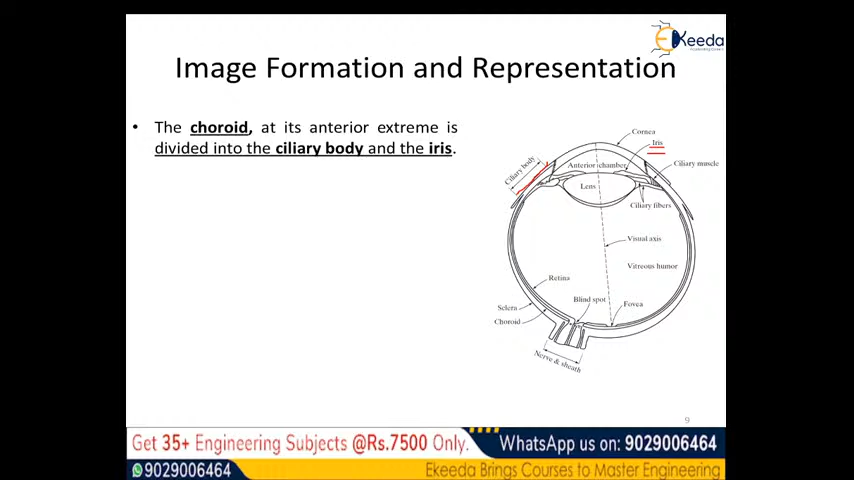 Ekeeda
Image Formation and Representation
• The choroid, at its anterior extreme is
divided into the ciliary body and the iris.
Cornea
Iris
Ciliary body
Anterior chamber
Ciliary muscle
Lens
Ciliary fibers
Visual axis
Vitreous humor
Retina
Blind spot
Fovea
Sclera
Choroid
Nerve & sheath
9
Get 35+ Engineering Subjects @Rs.7500 Only.
WhatsApp us on: 9029006464
9029006464
Ekeeda Brings Courses to Master Engineering